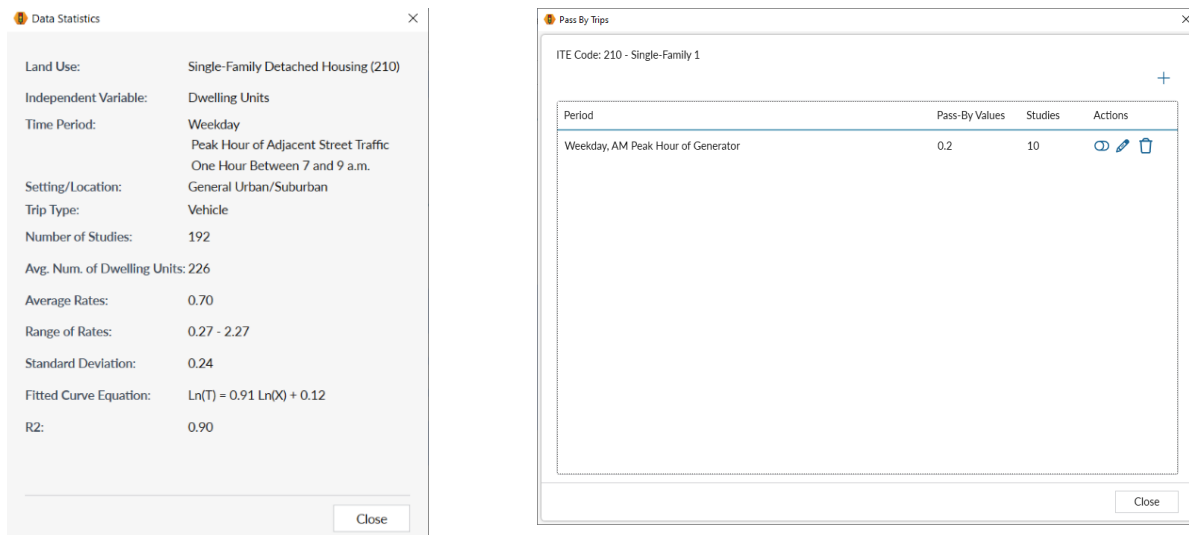 Data Statistics
Land Use: Single-Family Detached Housing (210)
Independent Variable: Dwelling Units
Time Period: Weekday
Peak Hour of Adjacent Street Traffic
One Hour Between 7 and 9 a.m.
Setting/Location: General Urban/Suburban
Trip Type: Vehicle
Number of Studies: 192
Avg. Num. of Dwelling Units: 226
Average Rates: 0.70
Range of Rates: 0.27 - 2.27
Standard Deviation: 0.24
Fitted Curve Equation: Ln(T) = 0.91 Ln(X) + 0.12
R2: 0.90
Close
Pass By Trips
ITE Code: 210 - Single-Family 1
Period Pass-By Values Studies Actions
Weekday, AM Peak Hour of Generator 0.2 10
Close